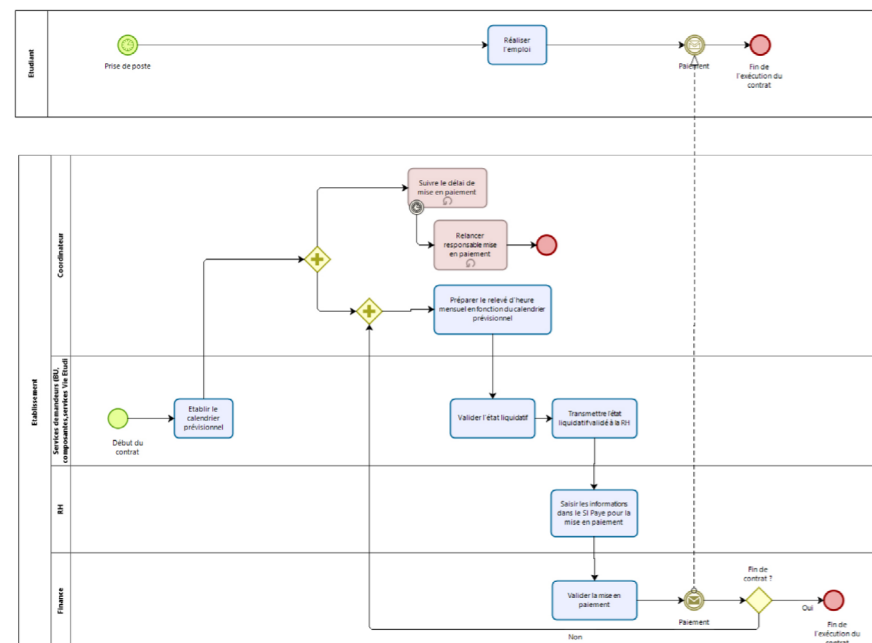 Etudiant
Prise de poste
Réaliser
l'emploi
Paiement
Fin de
l'exécution du
contrat
Etablissement
Coordinateur
Suivre le délai de
mise en paiement
Relancer
responsable mise
en paiement
Préparer le relevé d'heure
mensuel en fonction du calendrier
prévisionnel
Services demandeurs (BU,
composantes,services Vie Etudi
Début du
contrat
Etablir le
calendrier
prévisionnel
Valider l'état liquidatif
Transmettre l'état
liquidatif validé à la RH
RH
Saisir les informations
dans le SI Paye pour la
mise en paiement
Finance
Valider la mise en
paiement
Paiement
Fin de
contrat ?
Oui
Non
Fin de
l'exécution du
contrat